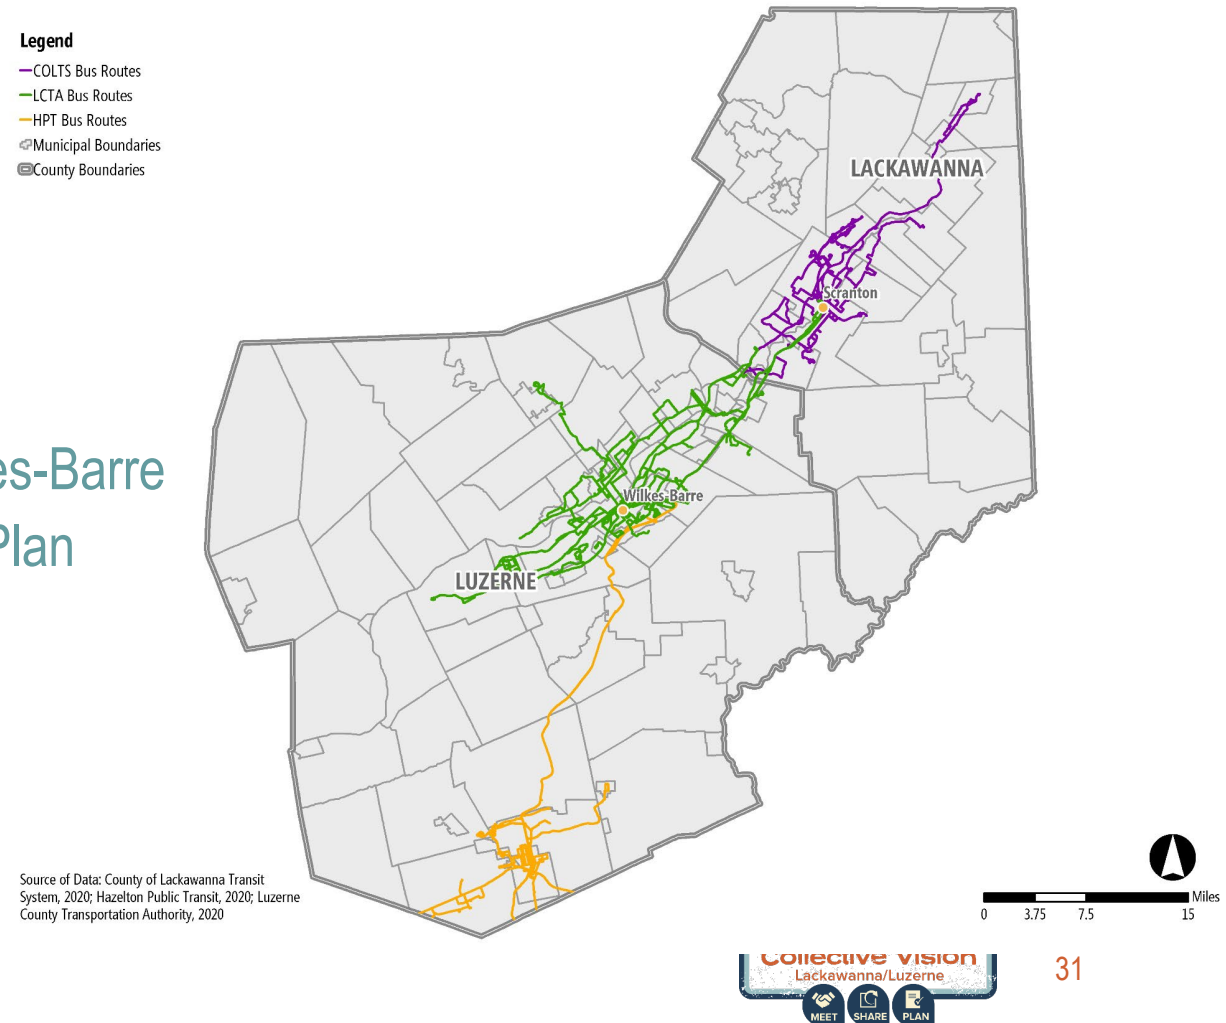 Legend
COLTS Bus Routes
LCTA Bus Routes
HPT Bus Routes
Municipal Boundaries
County Boundaries
LACKAWANNA
Scranton
es-Barre
Plan
Wilkes-Barre
LUZERNE
Source of Data: County of Lackawanna Transit
System, 2020; Hazelton Public Transit, 2020; Luzerne
County Transportation Authority, 2020
Miles
0 3.75 7.5 15
Collective Vision
Lackawanna/Luzerne
MEET SHARE PLAN
31